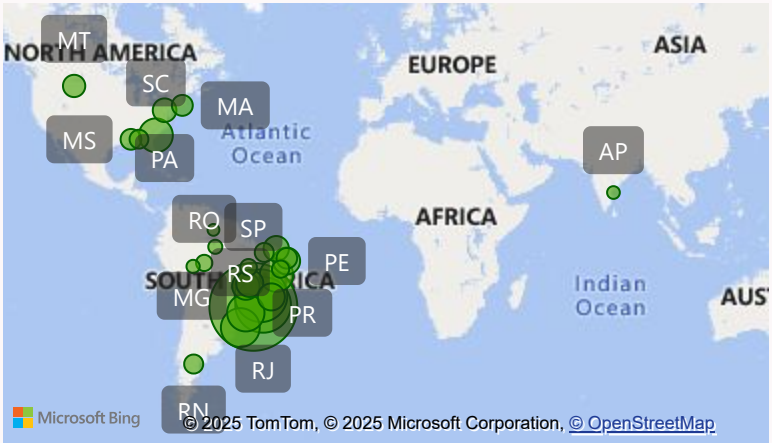 MT
NORTH AMERICA
ASIA
EUROPE
SC
MA
MS
Atlantic
Ocean
PA
AP
RO
SP
AFRICA
PE
RS
SOUTH AMERICA
MG
Indian
Ocean
PR
AUS
RJ
RN
Microsoft Bing
© 2025 TomTom, © 2025 Microsoft Corporation, © OpenStreetMap